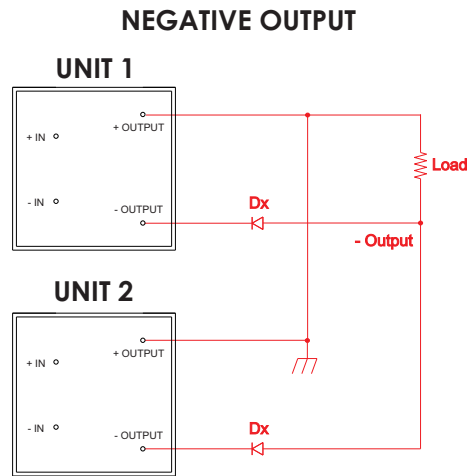 NEGATIVE OUTPUT
UNIT 1
+ OUTPUT
+ IN
- IN
- OUTPUT
Dx
Load
- Output
UNIT 2
+ OUTPUT
+ IN
- IN
- OUTPUT
Dx